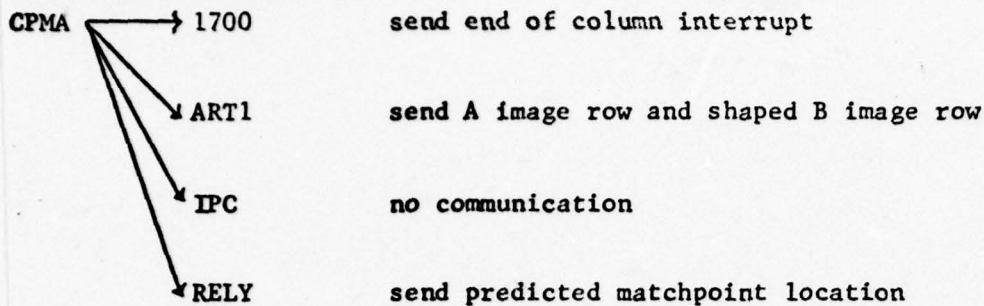 CPMA 1700 send end of column interrupt
ART1 send A image row and shaped B image row
IPC no communication
RELY send predicted matchpoint location